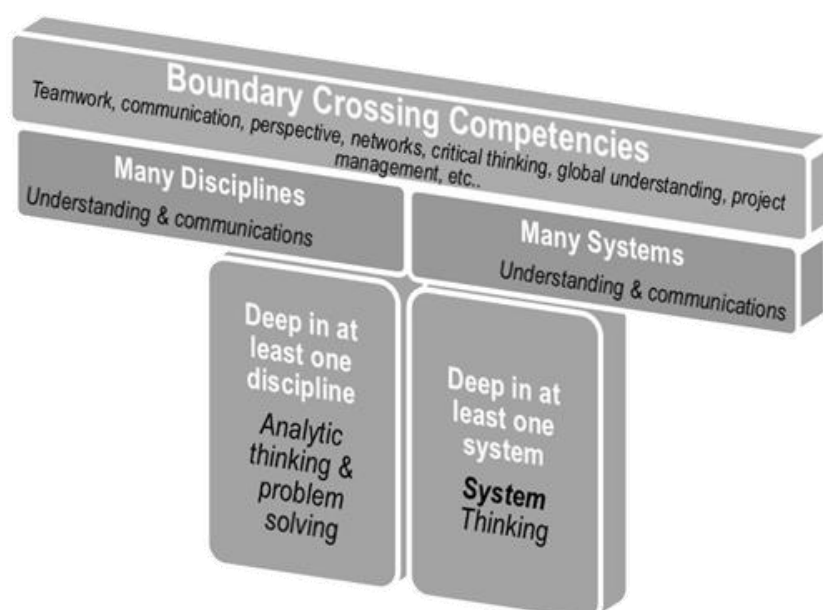 Boundary Crossing Competencies
Teamwork, communication, perspective, networks, critical thinking, global understanding, project
management, etc..
Many Disciplines
Understanding & communications
Many Systems
Understanding & communications
Deep in at
least one
discipline
Analytic
thinking &
problem
solving
Deep in at
least one
system
System
Thinking